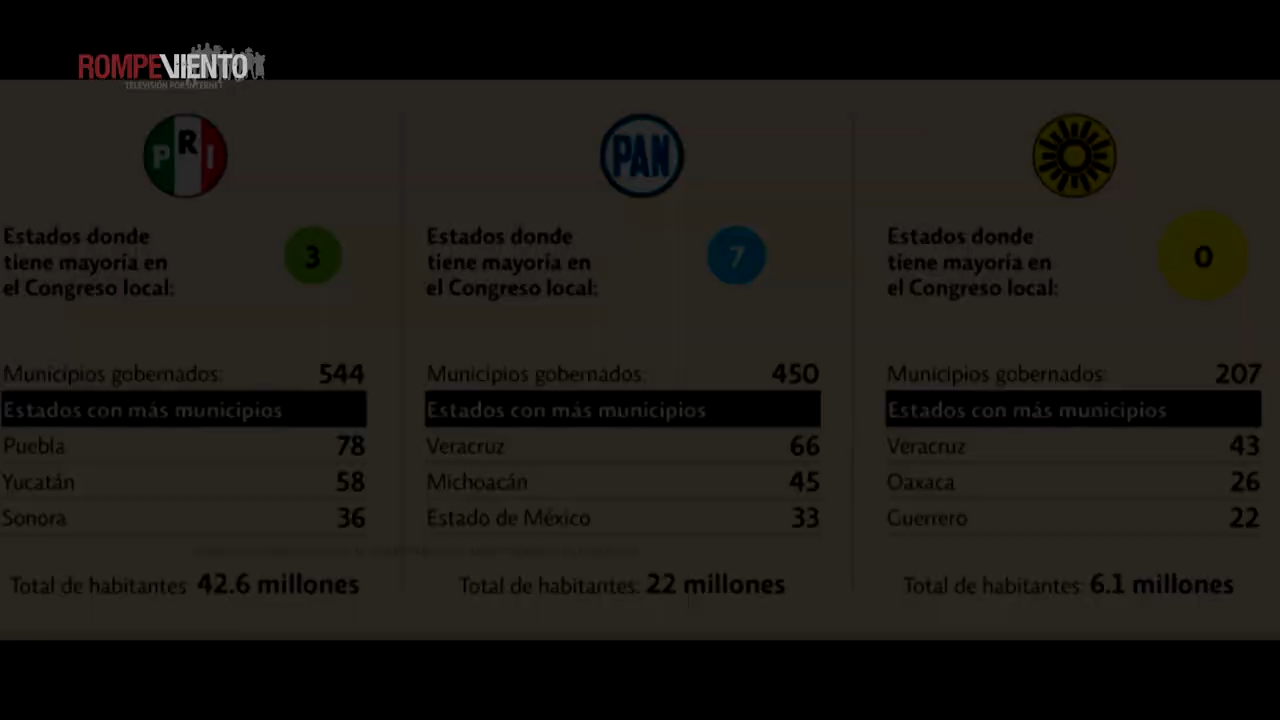 ROMPEVIENTO
TELEVISIÓN POR INTERNET
PRI
Estados donde
tiene mayoría en
el Congreso local:
3
Municipios gobernados: 544
Estados con más municipios
Puebla 78
Yucatán 58
Sonora 36
Total de habitantes: 42.6 millones
PAN
Estados donde
tiene mayoría en
el Congreso local:
7
Municipios gobernados: 450
Estados con más municipios
Veracruz 66
Michoacán 45
Estado de México 33
Total de habitantes: 22 millones
Estados donde
tiene mayoría en
el Congreso local:
0
Municipios gobernados: 207
Estados con más municipios
Veracruz 43
Oaxaca 26
Guerrero 22
Total de habitantes: 6.1 millones